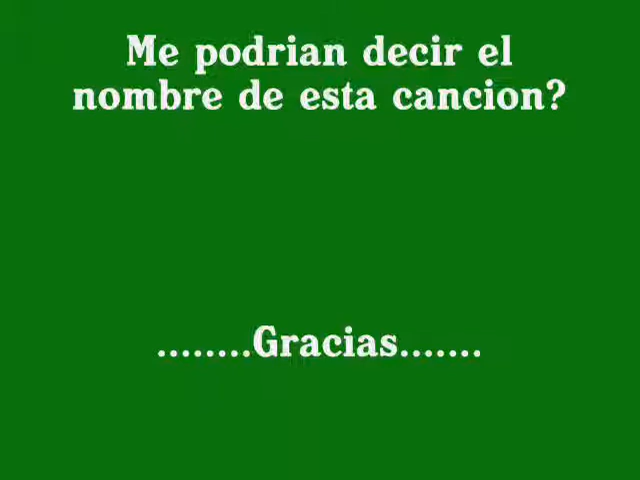 Me podrian decir el
nombre de esta cancion?
........Gracias.......